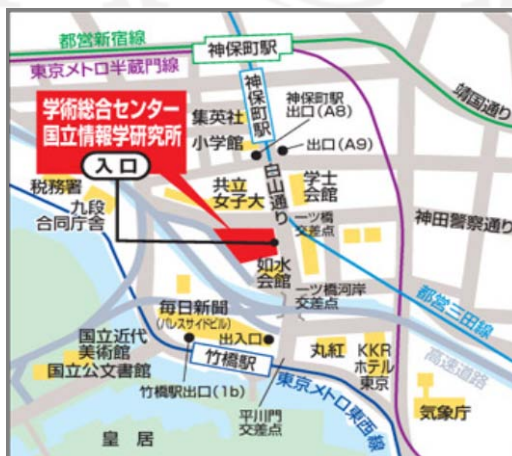 都営新宿線
東京メトロ半蔵門線
神保町駅
靖国通り
学術総合センター
国立情報学研究所
入口
集英社
小学館
神保町駅
神保町駅
出口(A8)
出口(A9)
白山通り
税務署
九段
合同庁舎
共立
女子大
学士
会館
一ツ橋
交差点
神田警察通り
如水
会館
一ツ橋河岸
交差点
都営三田線
毎日新聞
(パレスサイドビル)
出入口
国立近代
美術館
国立公文書館
竹橋駅
丸紅
KKR
ホテル
東京
高速道路
竹橋駅出口(1b)
東京メトロ東西線
平川門
交差点
気象庁
皇居